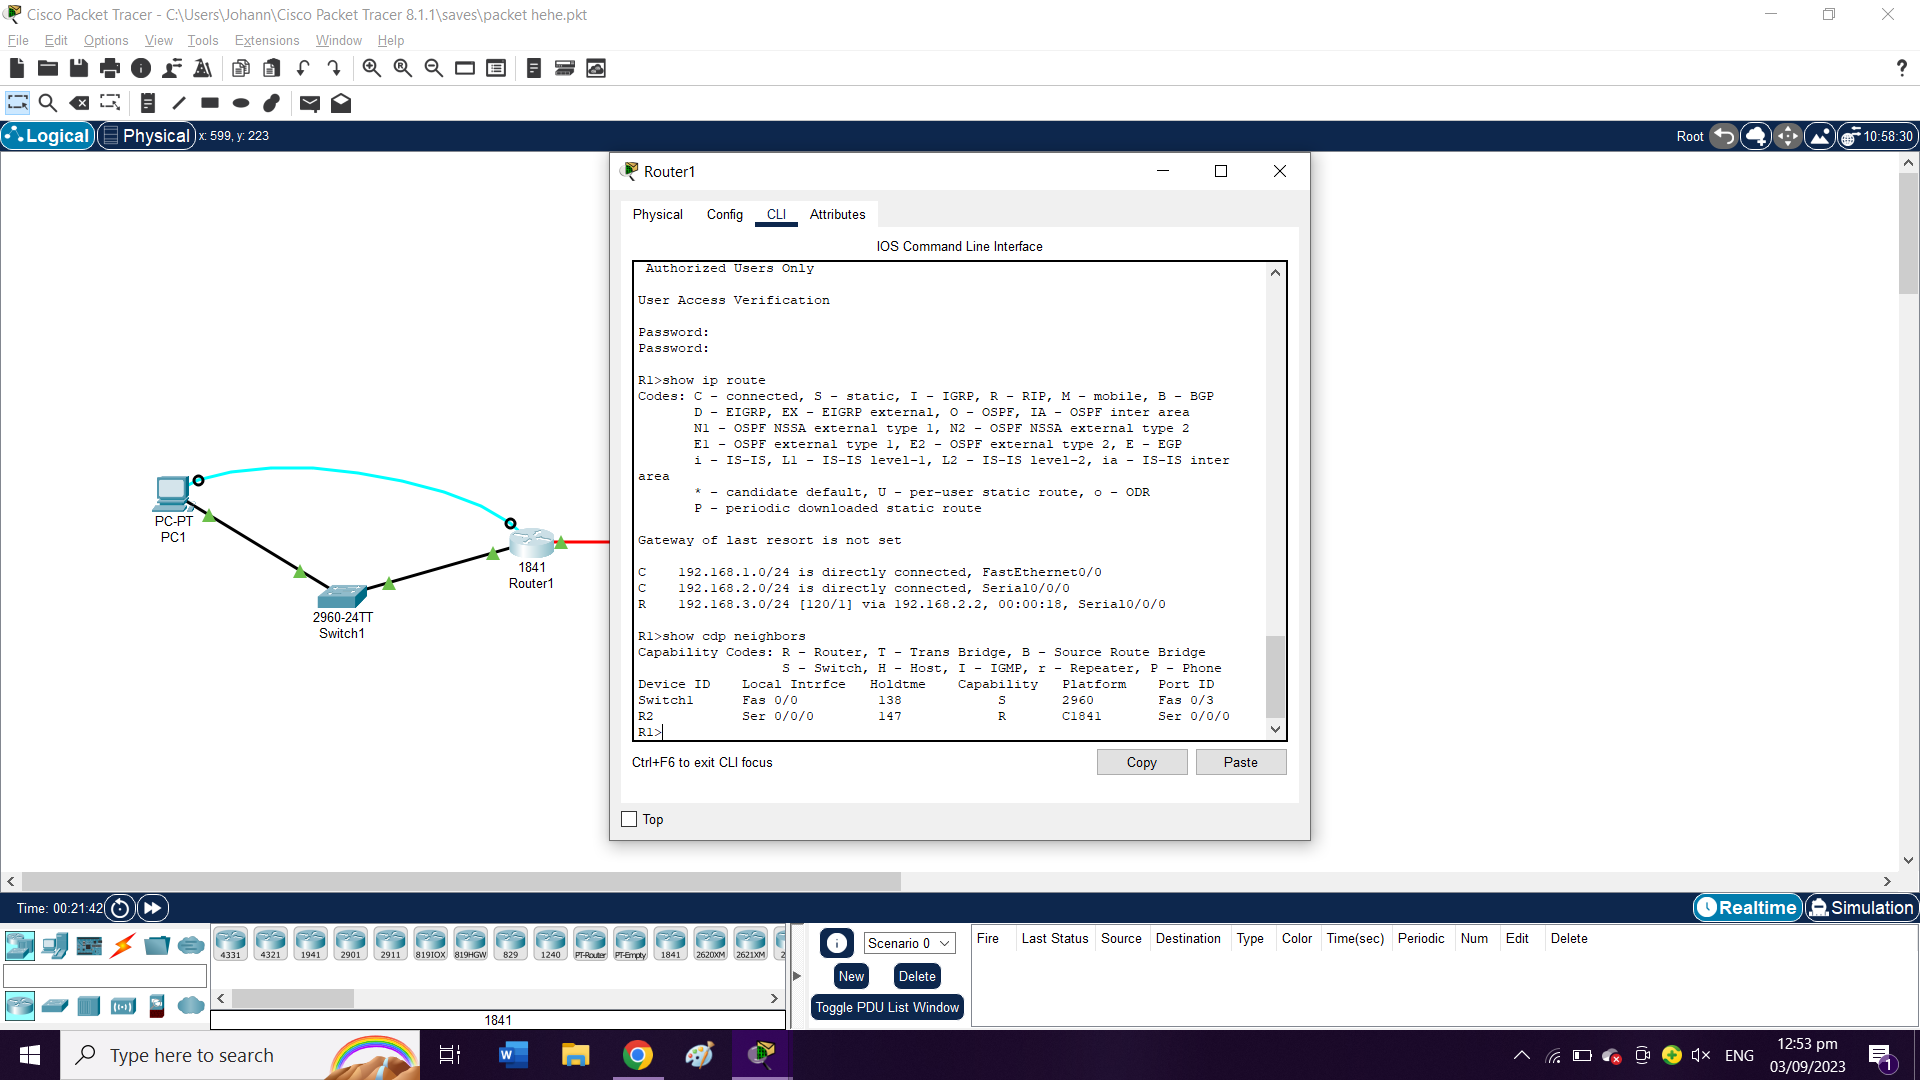 Cisco Packet Tracer - C:\Users\Johann\Cisco Packet Tracer 8.1.1\saves\packet hehe.pkt
File Edit Options View Tools Extensions Window Help
?
Logical Physical x: 599, y: 223
Root 10:58:30
Router1
Physical Config CLI Attributes
IOS Command Line Interface
Authorized Users Only
User Access Verification
Password:
Password:
R1>show ip route
Codes: C - connected, S - static, I - IGRP, R - RIP, M - mobile, B - BGP
D - EIGRP, EX - EIGRP external, O - OSPF, IA - OSPF inter area
N1 - OSPF NSSA external type 1, N2 - OSPF NSSA external type 2
E1 - OSPF external type 1, E2 - OSPF external type 2, E - EGP
i - IS-IS, L1 - IS-IS level-1, L2 - IS-IS level-2, ia - IS-IS inter
area
* - candidate default, U - per-user static route, o - ODR
P - periodic downloaded static route
Gateway of last resort is not set
C 192.168.1.0/24 is directly connected, FastEthernet0/0
C 192.168.2.0/24 is directly connected, Serial0/0/0
R 192.168.3.0/24 [120/1] via 192.168.2.2, 00:00:18, Serial0/0/0
R1>show cdp neighbors
Capability Codes: R - Router, T - Trans Bridge, B - Source Route Bridge
S - Switch, H - Host, I - IGMP, r - Repeater, P - Phone
Device ID Local Intrfce Holdtme Capability Platform Port ID
Switch1 Fas 0/0 138 S 2960 Fas 0/3
R2 Ser 0/0/0 147 R C1841 Ser 0/0/0
R1>
Ctrl+F6 to exit CLI focus
Copy Paste
Top
PC-PT
PC1
1841
Router1
2960-24TT
Switch1
Time: 00:21:42
Realtime Simulation
4331 4321 1941 2901 2911 819IOX 819HGW 829 1240 PT-Router PT-Empty 1841 2620XM 2621XM 2
1841
Scenario 0
New Delete
Toggle PDU List Window
Fire Last Status Source Destination Type Color Time(sec) Periodic Num Edit Delete
Type here to search
ENG
12:53 pm
03/09/2023
1